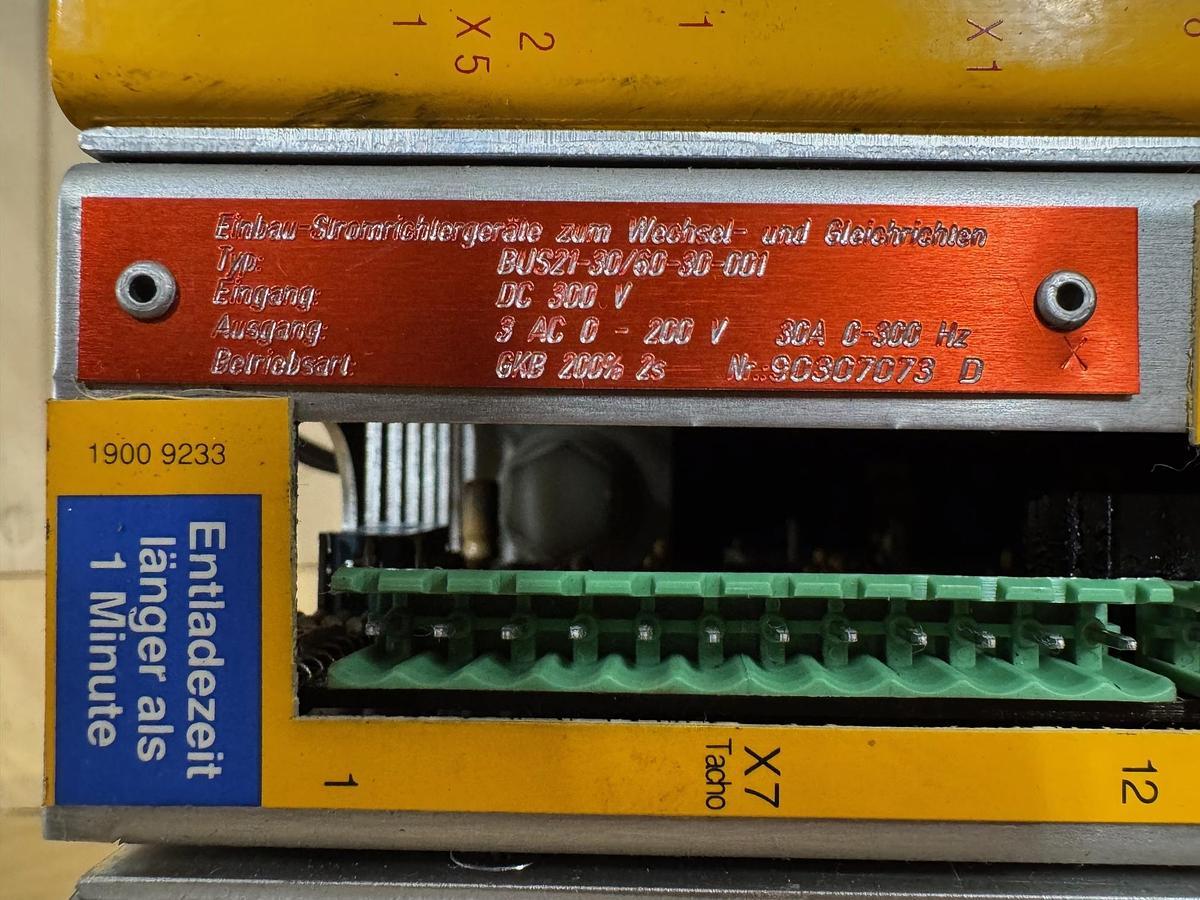 1
X5
2
1
X1
Einbau-Stromrichtergeräte zum Wechsel- und Gleichrichten
Typ: BUS21-30/60-30-001
Eingang: DC 300 V
Ausgang: 3 AC 0 - 200 V 30A 0-300 Hz
Betriebsart: GKB 200% 2s Nr.:90307073 D
X
1900 9233
Entladezeit
länger als
1 Minute
1
X7
Tacho
12